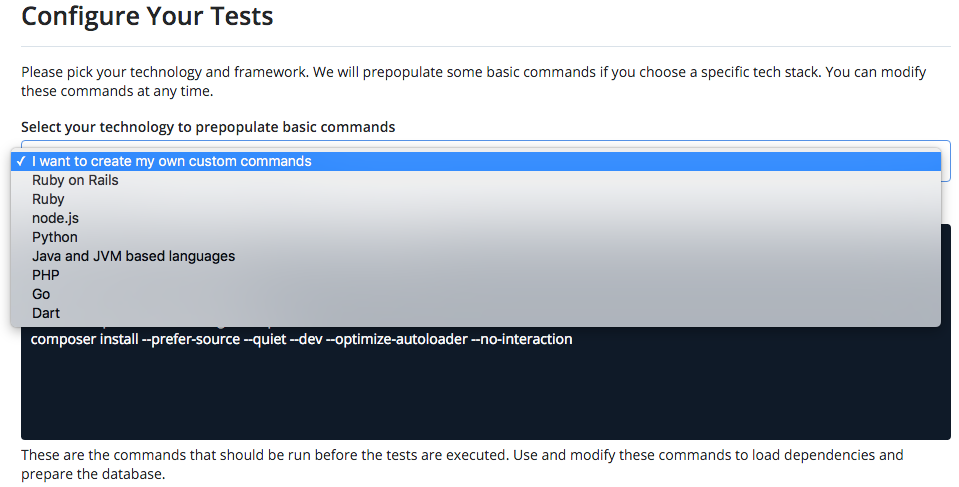 Configure Your Tests
Please pick your technology and framework. We will prepopulate some basic commands if you choose a specific tech stack. You can modify
these commands at any time.
Select your technology to prepopulate basic commands
✓ I want to create my own custom commands
Ruby on Rails
Ruby
node.js
Python
Java and JVM based languages
PHP
Go
Dart
composer install --prefer-source --quiet --dev --optimize-autoloader --no-interaction
These are the commands that should be run before the tests are executed. Use and modify these commands to load dependencies and
prepare the database.